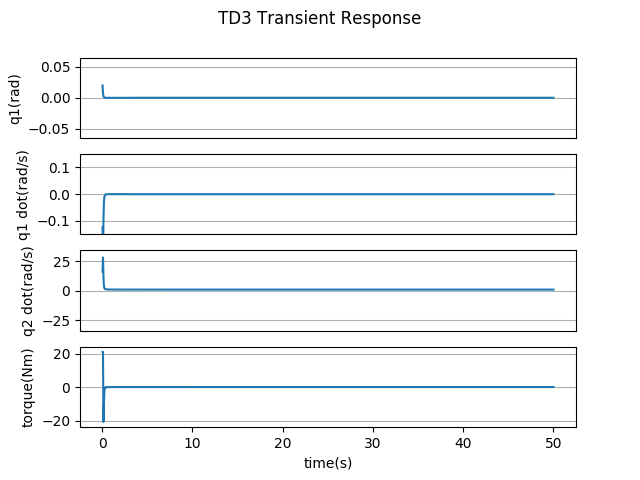 TD3 Transient Response
q1(rad)
0.05
0.00
−0.05
q1 dot(rad/s)
0.1
0.0
−0.1
q2 dot(rad/s)
25
0
−25
torque(Nm)
20
0
−20
0 10 20 30 40 50
time(s)